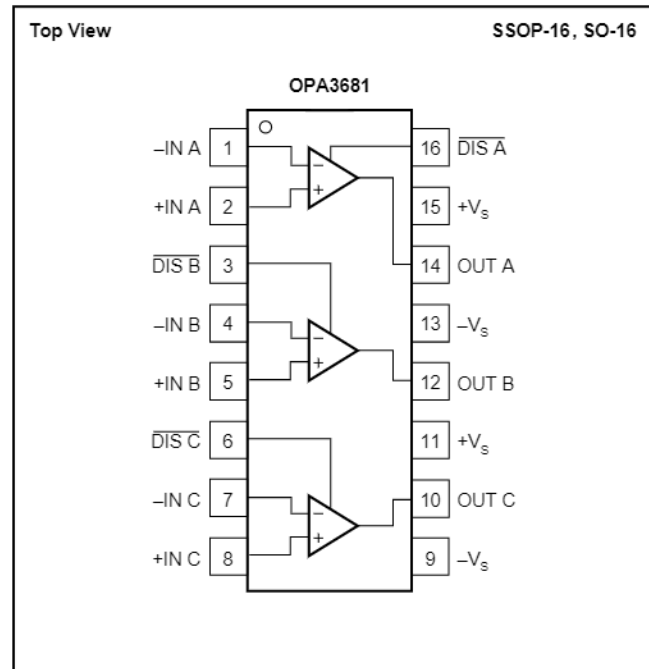 Top View SSOP-16, SO-16
OPA3681
–IN A 1 16 DIS A
+IN A 2 15 +VS
DIS B 3 14 OUT A
–IN B 4 13 –VS
+IN B 5 12 OUT B
DIS C 6 11 +VS
–IN C 7 10 OUT C
+IN C 8 9 –VS
–
+
–
+
–
+